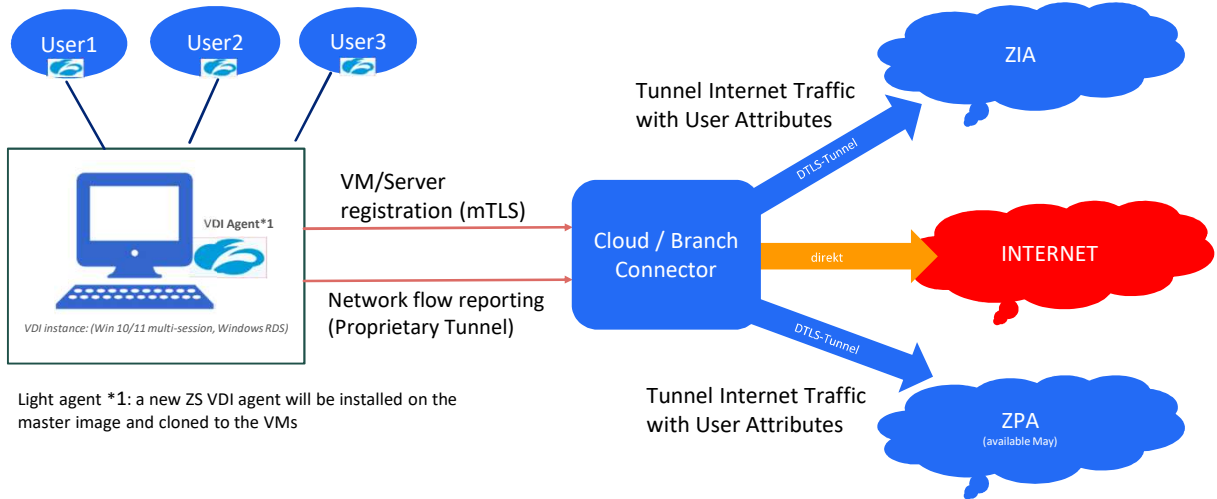 User1
User2
User3
VDI Agent*1
VDI instance: (Win 10/11 multi-session, Windows RDS)
Light agent *1: a new ZS VDI agent will be installed on the
master image and cloned to the VMs
VM/Server
registration (mTLS)
Network flow reporting
(Proprietary Tunnel)
Cloud / Branch
Connector
Tunnel Internet Traffic
with User Attributes
DTLS-Tunnel
direkt
DTLS-Tunnel
Tunnel Internet Traffic
with User Attributes
ZIA
INTERNET
ZPA
(available May)